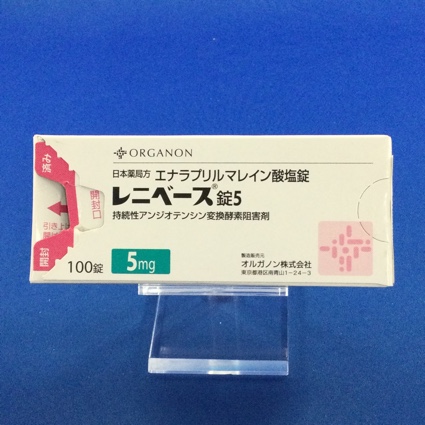 ORGANON
日本薬局方 エナラプリルマレイン酸塩錠
レニベース®錠5
持続性アンジオテンシン変換酵素阻害剤
100錠
5mg
製造販売元
オルガノン株式会社
東京都港区南青山1-24-3
開封
済み
開封口
引き上